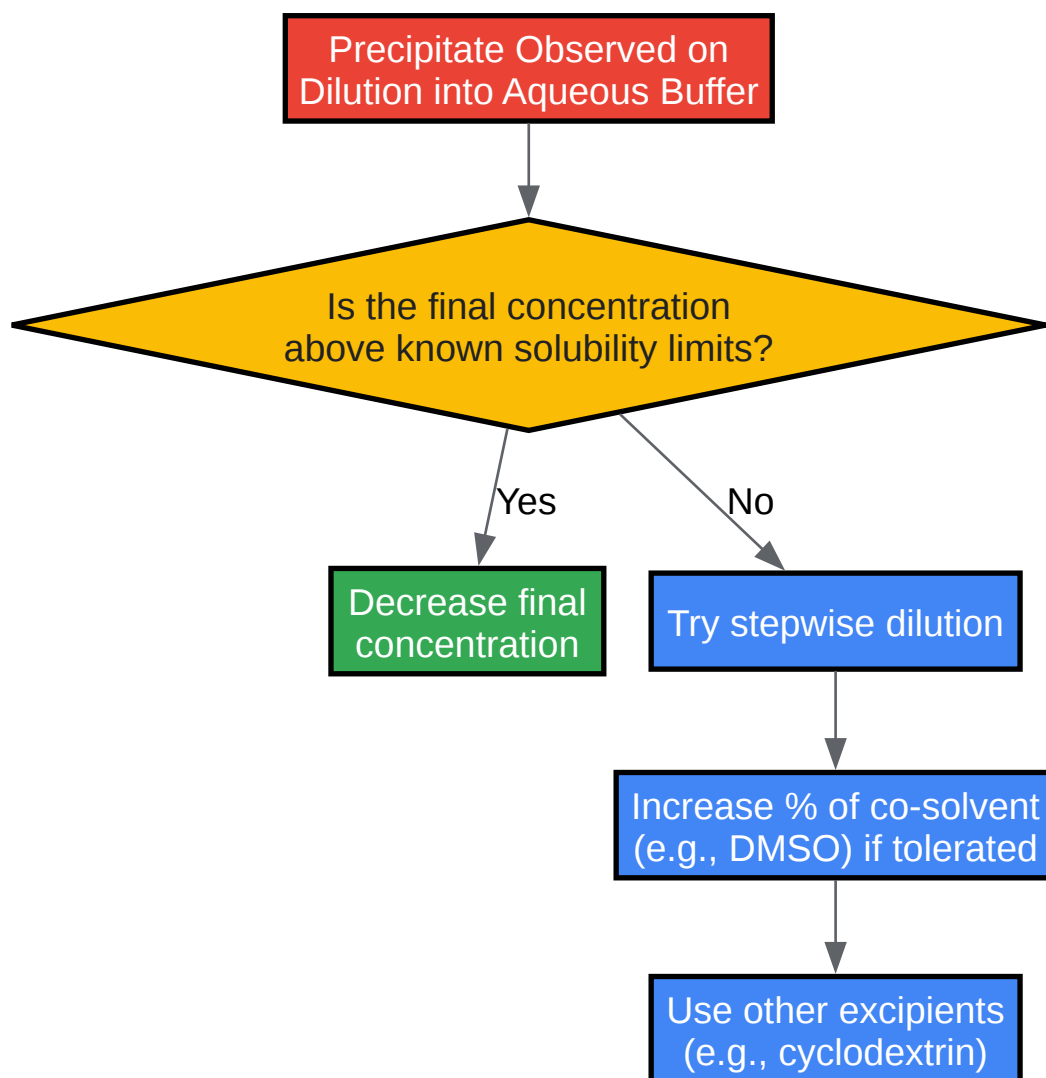 Precipitate Observed on
Dilution into Aqueous Buffer
Is the final concentration
above known solubility limits?
Yes
No
Decrease final
concentration
Try stepwise dilution
Increase % of co-solvent
(e.g., DMSO) if tolerated
Use other excipients
(e.g., cyclodextrin)